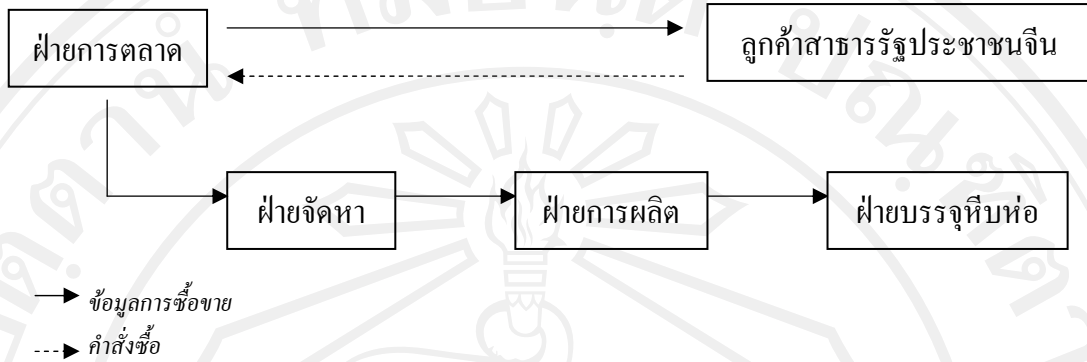 ฝ่ายการตลาด
ลูกค้าสาธารรัฐประชาชนจีน
ฝ่ายจัดหา
ฝ่ายการผลิต
ฝ่ายบรรจุหีบห่อ
ข้อมูลการซื้อขาย
คำสั่งซื้อ